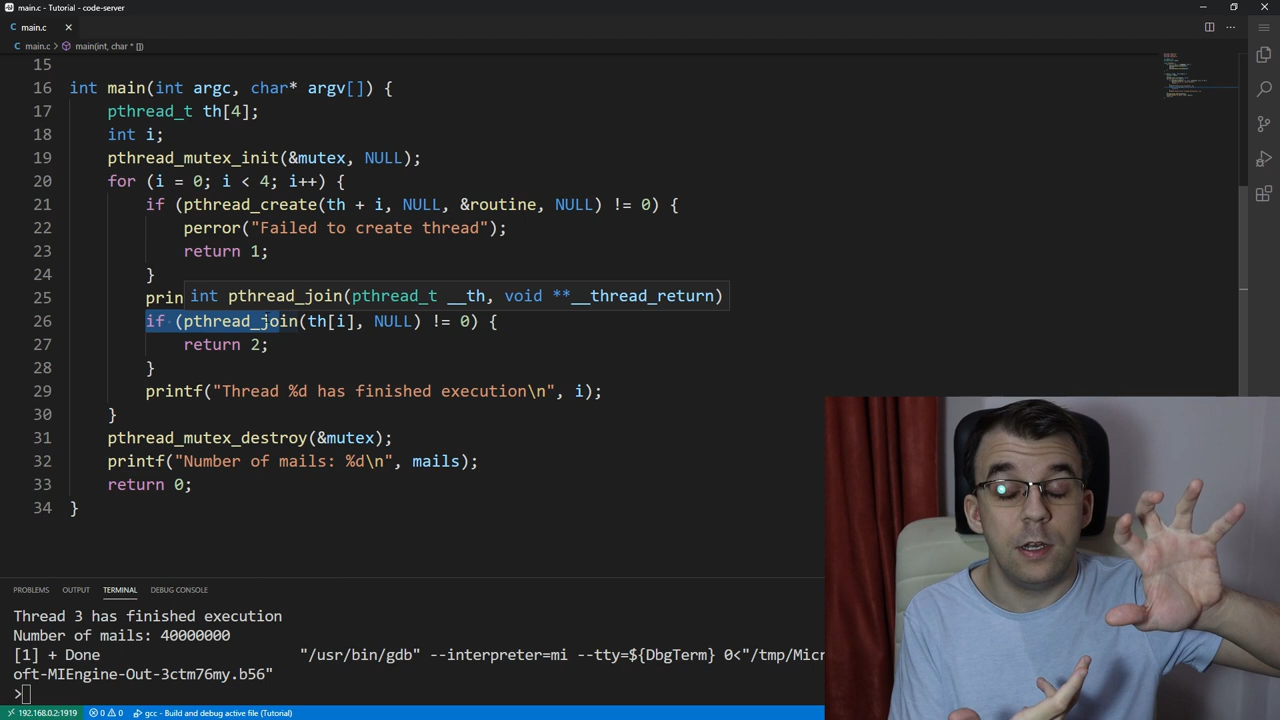 main.c - Tutorial - code-server
main.c
main.c > main(int, char * [])
15
16 int main(int argc, char* argv[]) {
17 pthread_t th[4];
18 int i;
19 pthread_mutex_init(&mutex, NULL);
20 for (i = 0; i < 4; i++) {
21 if (pthread_create(th + i, NULL, &routine, NULL) != 0) {
22 perror("Failed to create thread");
23 return 1;
24 }
25 prin int pthread_join(pthread_t __th, void **__thread_return)
26 if (pthread_join(th[i], NULL) != 0) {
27 return 2;
28 }
29 printf("Thread %d has finished execution\n", i);
30 }
31 pthread_mutex_destroy(&mutex);
32 printf("Number of mails: %d\n", mails);
33 return 0;
34 }
PROBLEMS OUTPUT TERMINAL DEBUG CONSOLE
Thread 3 has finished execution
Number of mails: 40000000
[1] + Done "/usr/bin/gdb" --interpreter=mi --tty=${DbgTerm} 0<"/tmp/Micr
oft-MIEngine-Out-3ctm76my.b56"
>
192.168.0.2:1919 0 0 gcc - Build and debug active file (Tutorial)